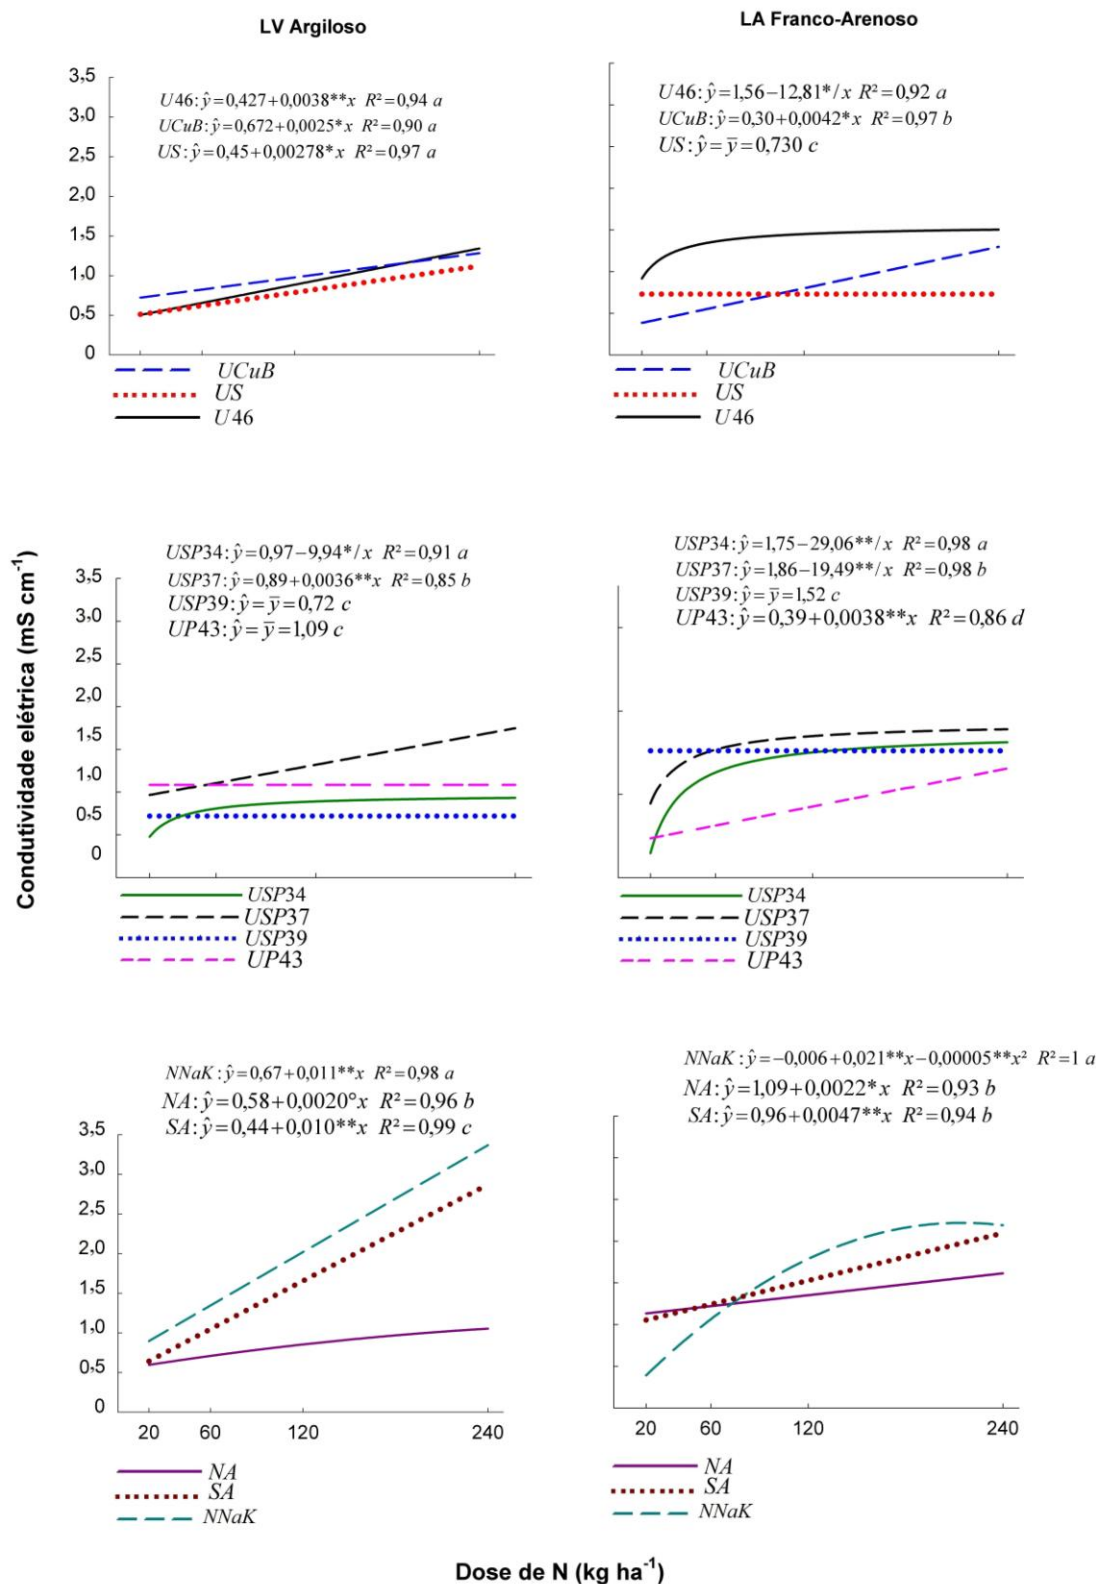 LV Argiloso
LA Franco-Arenoso
U46: ŷ=0,427+0,0038**x R²=0,94 a
UCuB: ŷ=0,672+0,0025*x R²=0,90 a
US: ŷ=0,45+0,00278*x R²=0,97 a
3,5
3,0
2,5
2,0
1,5
1,0
0,5
0
UCuB
US
U46
U46: ŷ=1,56−12,81*/x R²=0,92 a
UCuB: ŷ=0,30+0,0042*x R²=0,97 b
US: ŷ=y̅=0,730 c
UCuB
US
U46
Condutividade elétrica (mS cm⁻¹)
USP34: ŷ=0,97−9,94*/x R²=0,91 a
USP37: ŷ=0,89+0,0036**x R²=0,85 b
USP39: ŷ=y̅=0,72 c
UP43: ŷ=y̅=1,09 c
3,5
3,0
2,5
2,0
1,5
1,0
0,5
0
USP34
USP37
USP39
UP43
USP34: ŷ=1,75−29,06**/x R²=0,98 a
USP37: ŷ=1,86−19,49**/x R²=0,98 b
USP39: ŷ=y̅=1,52 c
UP43: ŷ=0,39+0,0038**x R²=0,86 d
USP34
USP37
USP39
UP43
NNaK: ŷ=0,67+0,011**x R²=0,98 a
NA: ŷ=0,58+0,0020°x R²=0,96 b
SA: ŷ=0,44+0,010**x R²=0,99 c
3,5
3,0
2,5
2,0
1,5
1,0
0,5
0
20 60 120 240
NA
SA
NNaK
NNaK: ŷ=−0,006+0,021**x−0,00005**x² R²=1 a
NA: ŷ=1,09+0,0022*x R²=0,93 b
SA: ŷ=0,96+0,0047**x R²=0,94 b
20 60 120 240
NA
SA
NNaK
Dose de N (kg ha⁻¹)